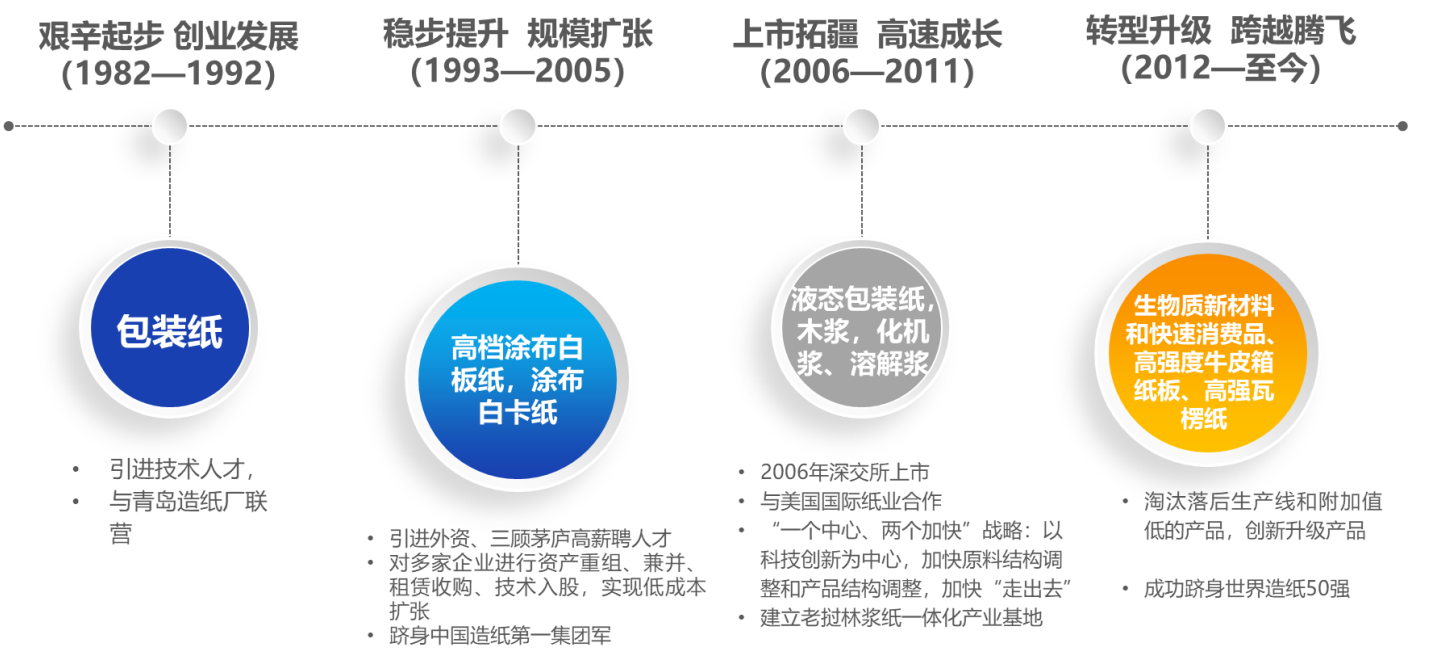 艰辛起步 创业发展
(1982—1992)
包装纸
• 引进技术人才，
• 与青岛造纸厂联
营
稳步提升 规模扩张
(1993—2005)
高档涂布白
板纸，涂布
白卡纸
• 引进外资、三顾茅庐高薪聘人才
• 对多家企业进行资产重组、兼并、
租赁收购、技术入股，实现低成本
扩张
• 跻身中国造纸第一集团军
上市拓疆 高速成长
(2006—2011)
液态包装纸，
木浆，化机
浆、溶解浆
• 2006年深交所上市
• 与美国国际纸业合作
• “一个中心、两个加快”战略：以
科技创新为中心，加快原料结构调
整和产品结构调整，加快“走出去”
• 建立老挝林浆纸一体化产业基地
转型升级 跨越腾飞
(2012—至今)
生物质新材料
和快速消费品、
高强度牛皮箱
纸板、高强瓦
楞纸
• 淘汰落后生产线和附加值
低的产品，创新升级产品
• 成功跻身世界造纸50强